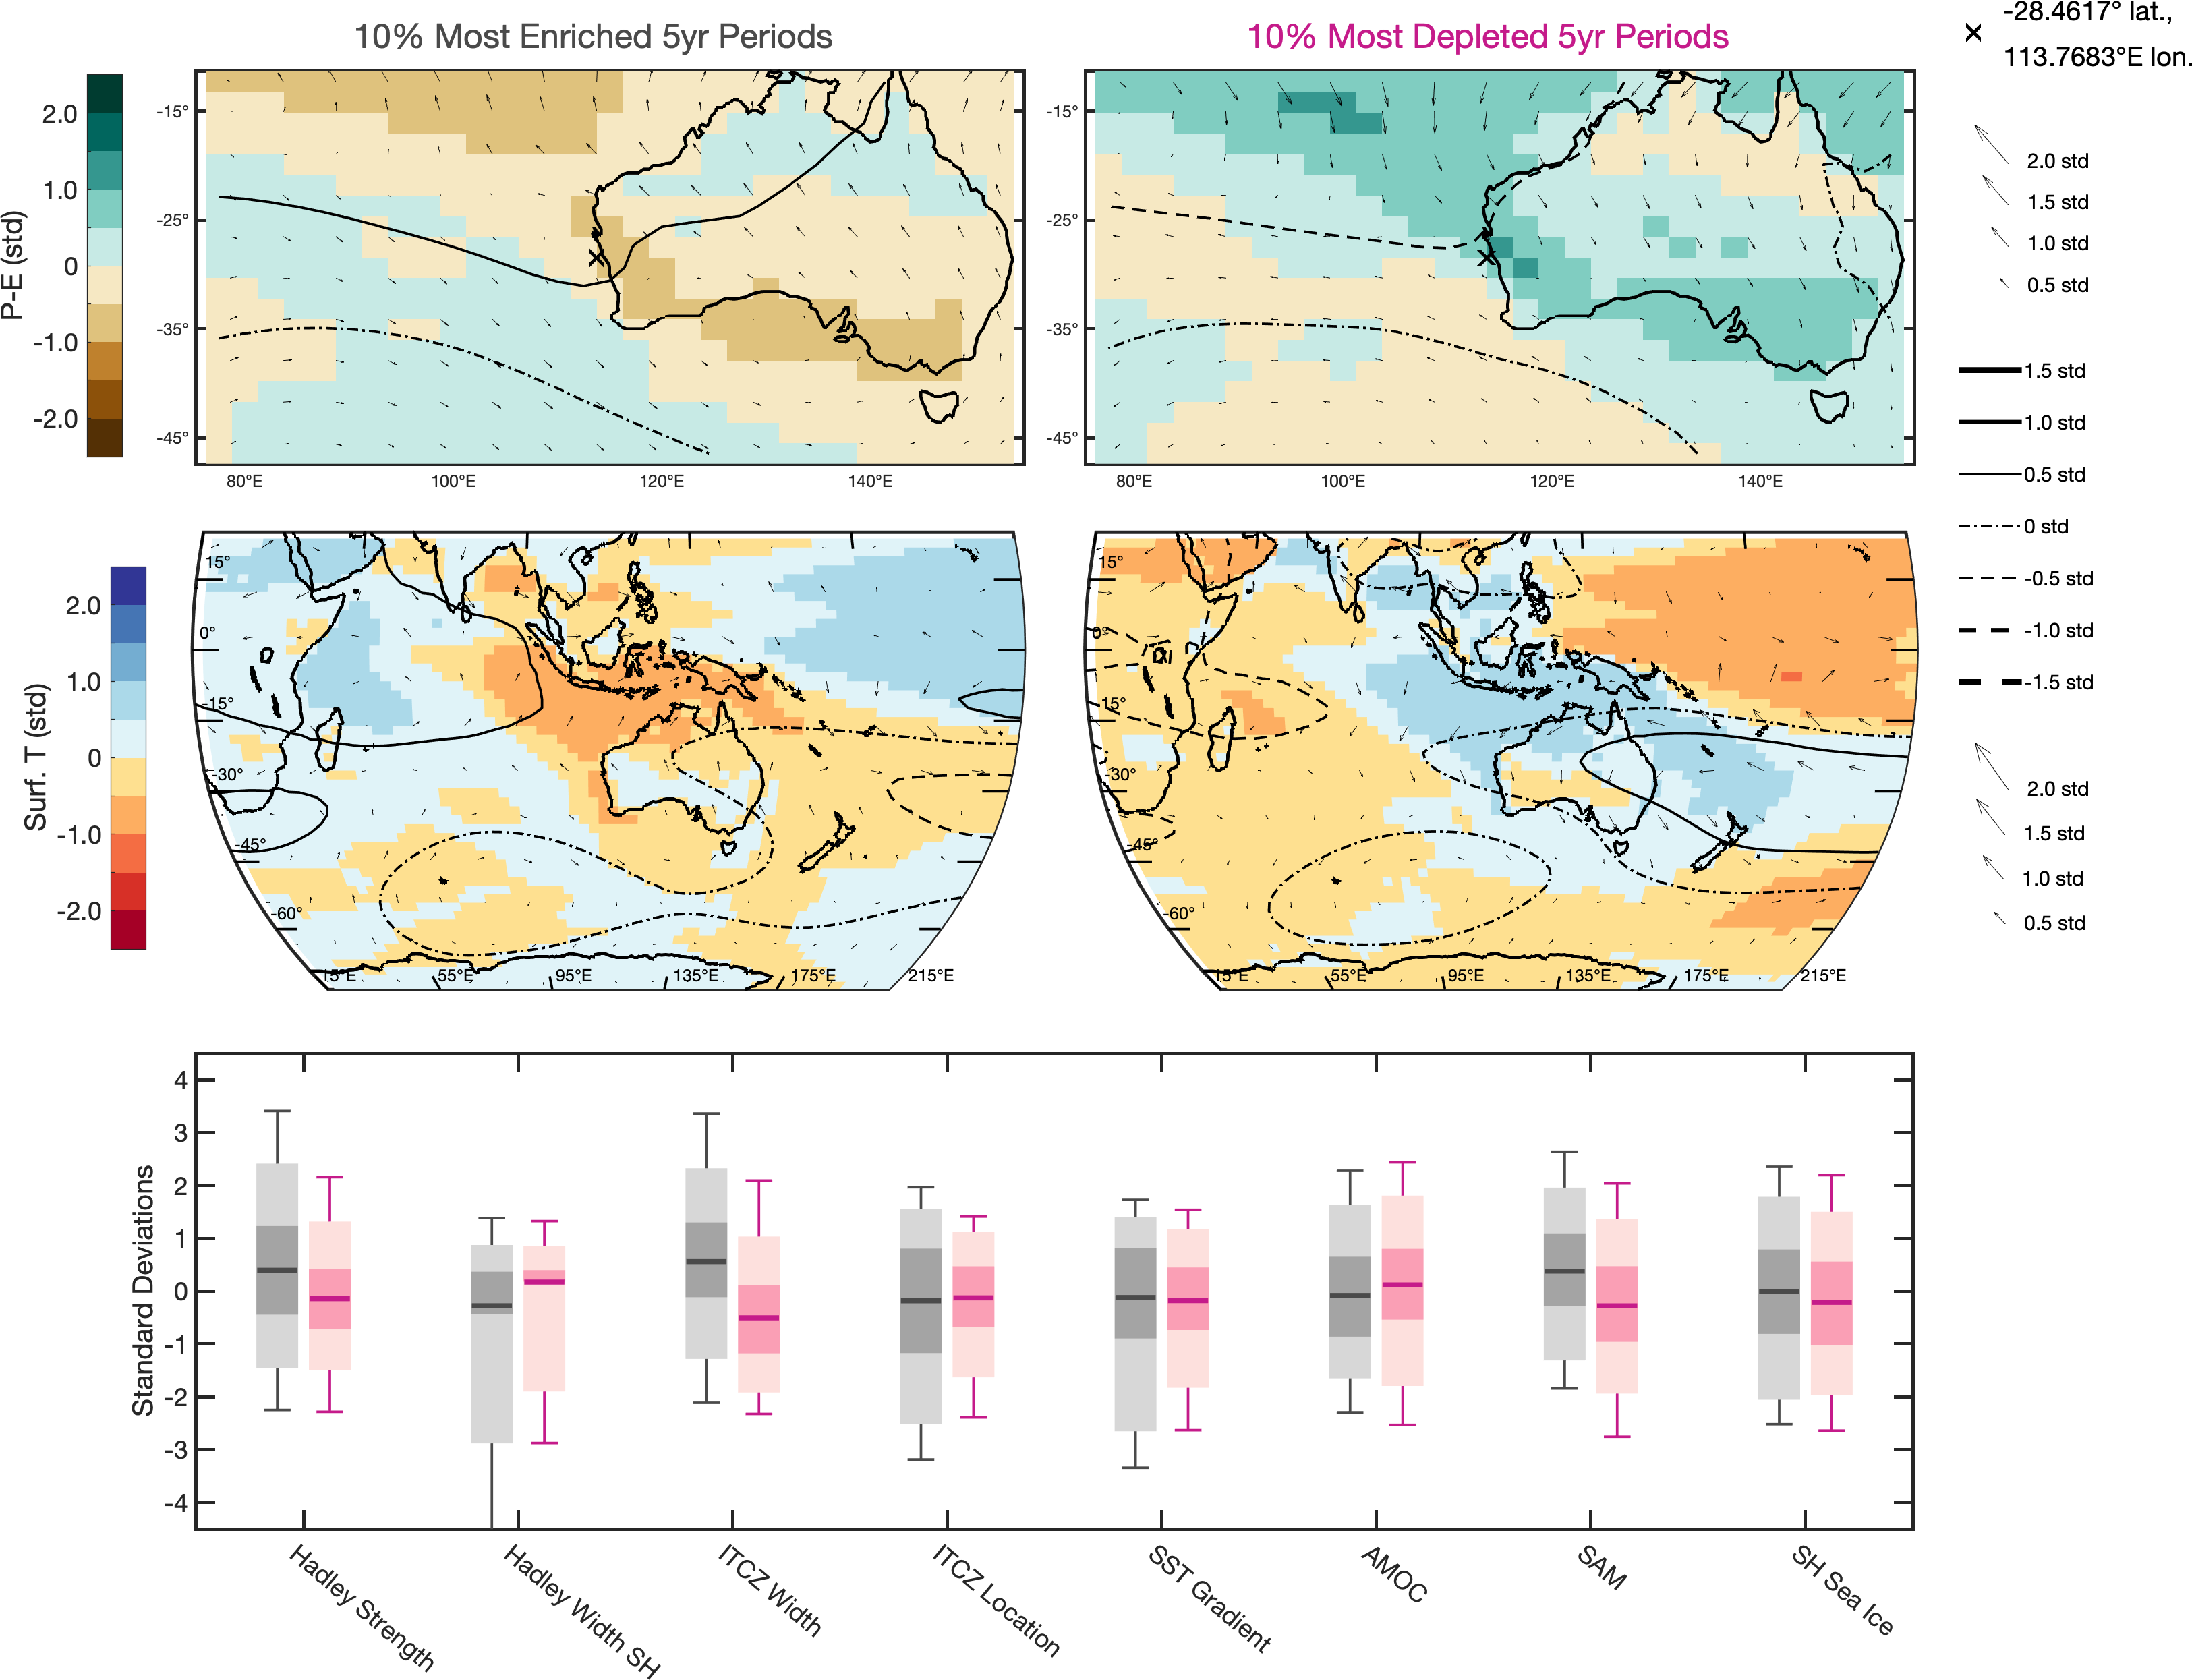 10% Most Enriched 5yr Periods
10% Most Depleted 5yr Periods
-28.4617° lat.,
113.7683°E lon.
P-E (std)
2.0
1.0
0
-1.0
-2.0
-15°
-25°
-35°
-45°
80°E 100°E 120°E 140°E
-15°
-25°
-35°
-45°
80°E 100°E 120°E 140°E
2.0 std
1.5 std
1.0 std
0.5 std
1.5 std
1.0 std
0.5 std
0 std
-0.5 std
-1.0 std
-1.5 std
Surf. T (std)
2.0
1.0
0
-1.0
-2.0
15°
0°
-15°
-30°
-45°
-60°
15°E 55°E 95°E 135°E 175°E 215°E
15°
0°
-15°
-30°
-45°
-60°
15°E 55°E 95°E 135°E 175°E 215°E
2.0 std
1.5 std
1.0 std
0.5 std
Standard Deviations
4
3
2
1
0
-1
-2
-3
-4
Hadley Strength
Hadley Width SH
ITCZ Width
ITCZ Location
SST Gradient
AMOC
SAM
SH Sea Ice